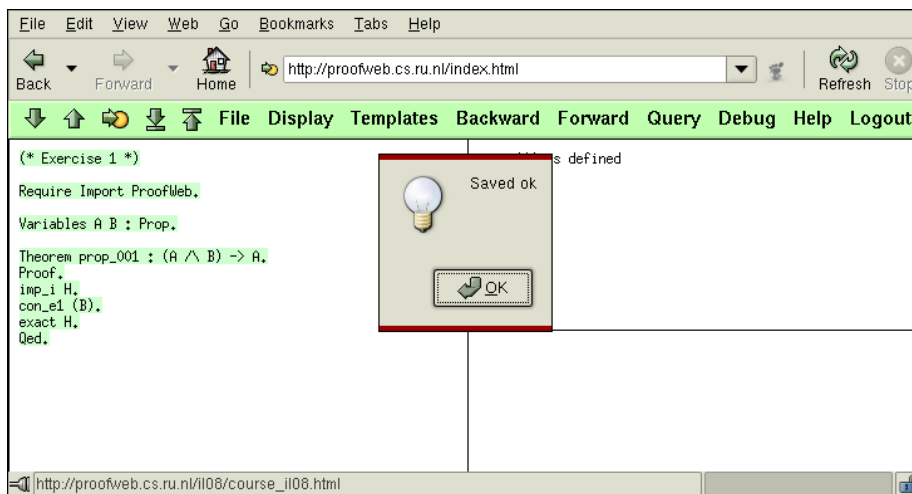 File Edit View Web Go Bookmarks Tabs Help
Back Forward Home http://proofweb.cs.ru.nl/index.html Refresh Stop
File Display Templates Backward Forward Query Debug Help Logout
(* Exercise 1 *)
Require Import ProofWeb.
Variables A B : Prop.
Theorem prop_001 : (A /\ B) -> A.
Proof.
imp_i H.
con_e1 (B).
exact H.
Qed.
defined
Saved ok
OK
http://proofweb.cs.ru.nl/il08/course_il08.html